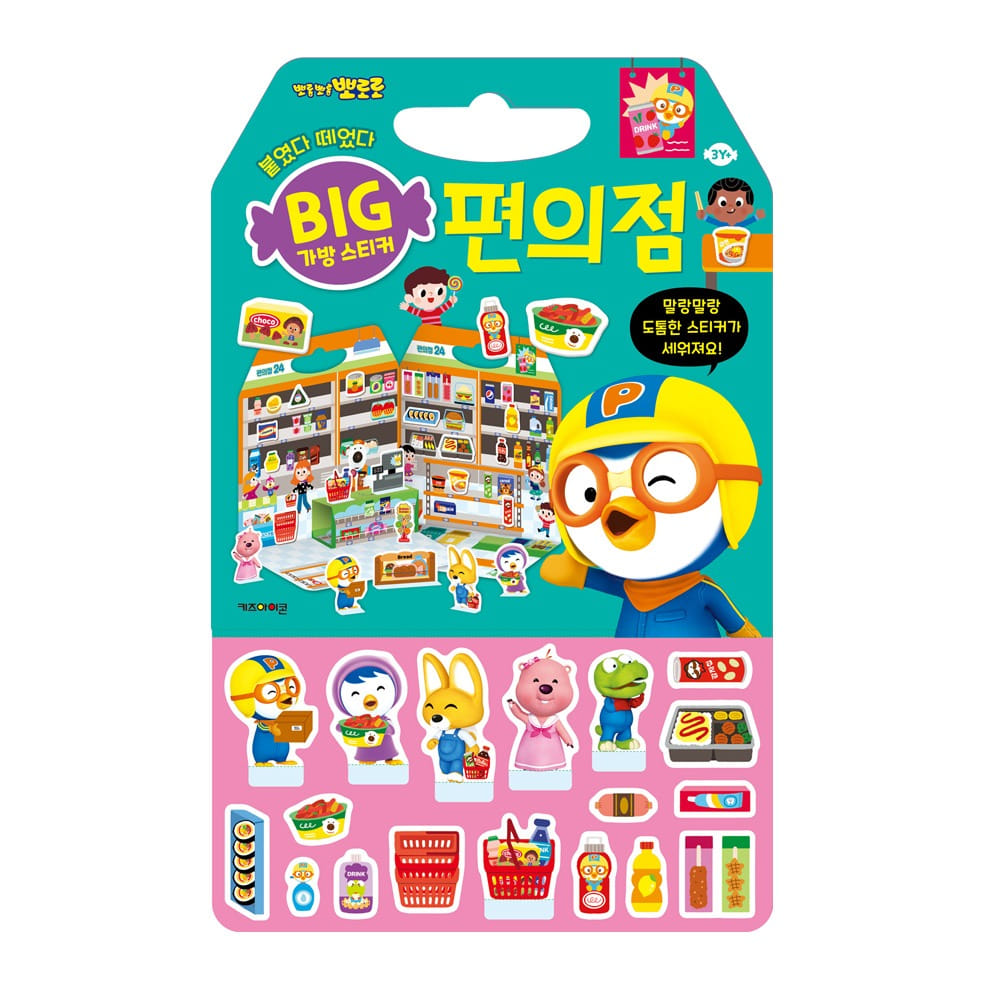 뽀롱뽀롱 뽀로로
붙였다 떼었다
BIG
가방 스티커
편의점
DRINK
3Y+
말랑말랑
도톰한 스티커가
세워져요!
choco
편의점 24
편의점 24
Bread
키즈아이콘
P
P
DRINK
choco